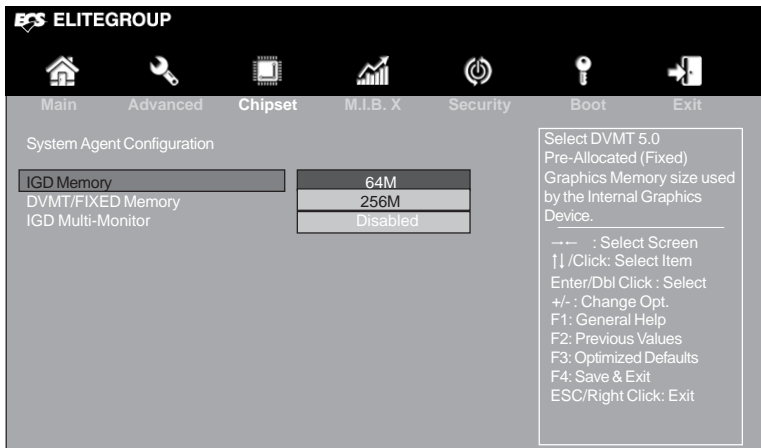 ECS ELITEGROUP
Main Advanced Chipset M.I.B. X Security Boot Exit
System Agent Configuration
IGD Memory 64M
DVMT/FIXED Memory 256M
IGD Multi-Monitor Disabled
Select DVMT 5.0
Pre-Allocated (Fixed)
Graphics Memory size used
by the Internal Graphics
Device.
→← : Select Screen
↑↓/Click: Select Item
Enter/Dbl Click : Select
+/- : Change Opt.
F1: General Help
F2: Previous Values
F3: Optimized Defaults
F4: Save & Exit
ESC/Right Click: Exit